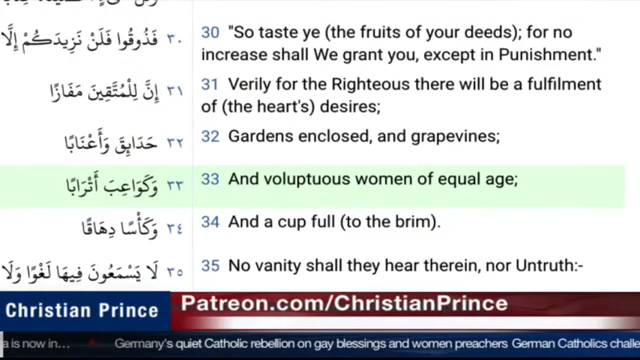 ٣٠ فَذُوقُوا فَلَنْ نَزِيدَكُمْ إِلَّا
30 "So taste ye (the fruits of your deeds); for no
increase shall We grant you, except in Punishment."
٣١ إِنَّ لِلْمُتَّقِينَ مَفَازًا
31 Verily for the Righteous there will be a fulfilment
of (the heart's) desires;
٣٢ حَدَائِقَ وَأَعْنَابًا
32 Gardens enclosed, and grapevines;
٣٣ وَكَوَاعِبَ أَتْرَابًا
33 And voluptuous women of equal age;
٣٤ وَكَأْسًا دِهَاقًا
34 And a cup full (to the brim).
٣٥ لَا يَسْمَعُونَ فِيهَا لَغْوًا وَلَا
35 No vanity shall they hear therein, nor Untruth:-
Christian Prince
Patreon.com/ChristianPrince
a is now in... Germany's quiet Catholic rebellion on gay blessings and women preachers German Catholics challe